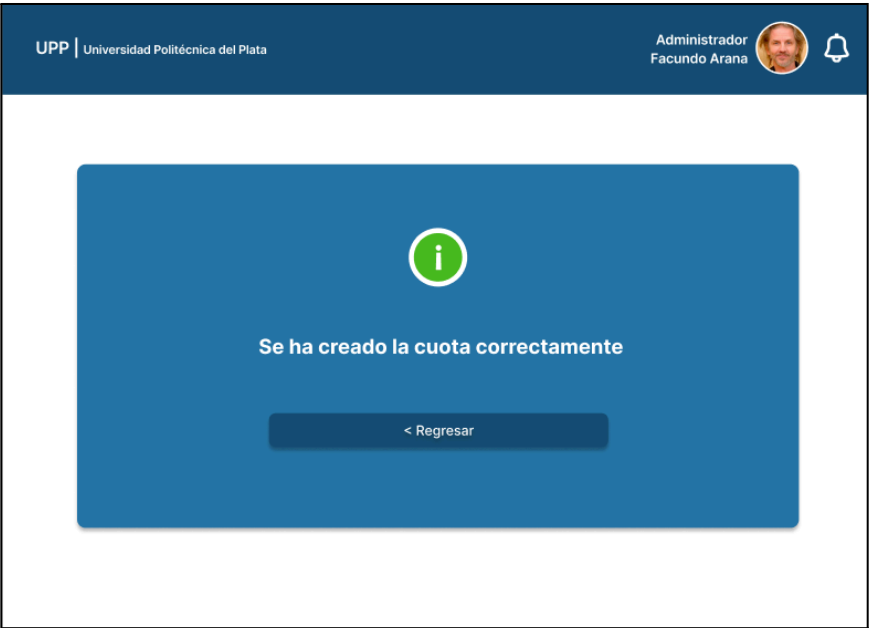 UPP | Universidad Politécnica del Plata
Administrador
Facundo Arana
i
Se ha creado la cuota correctamente
< Regresar